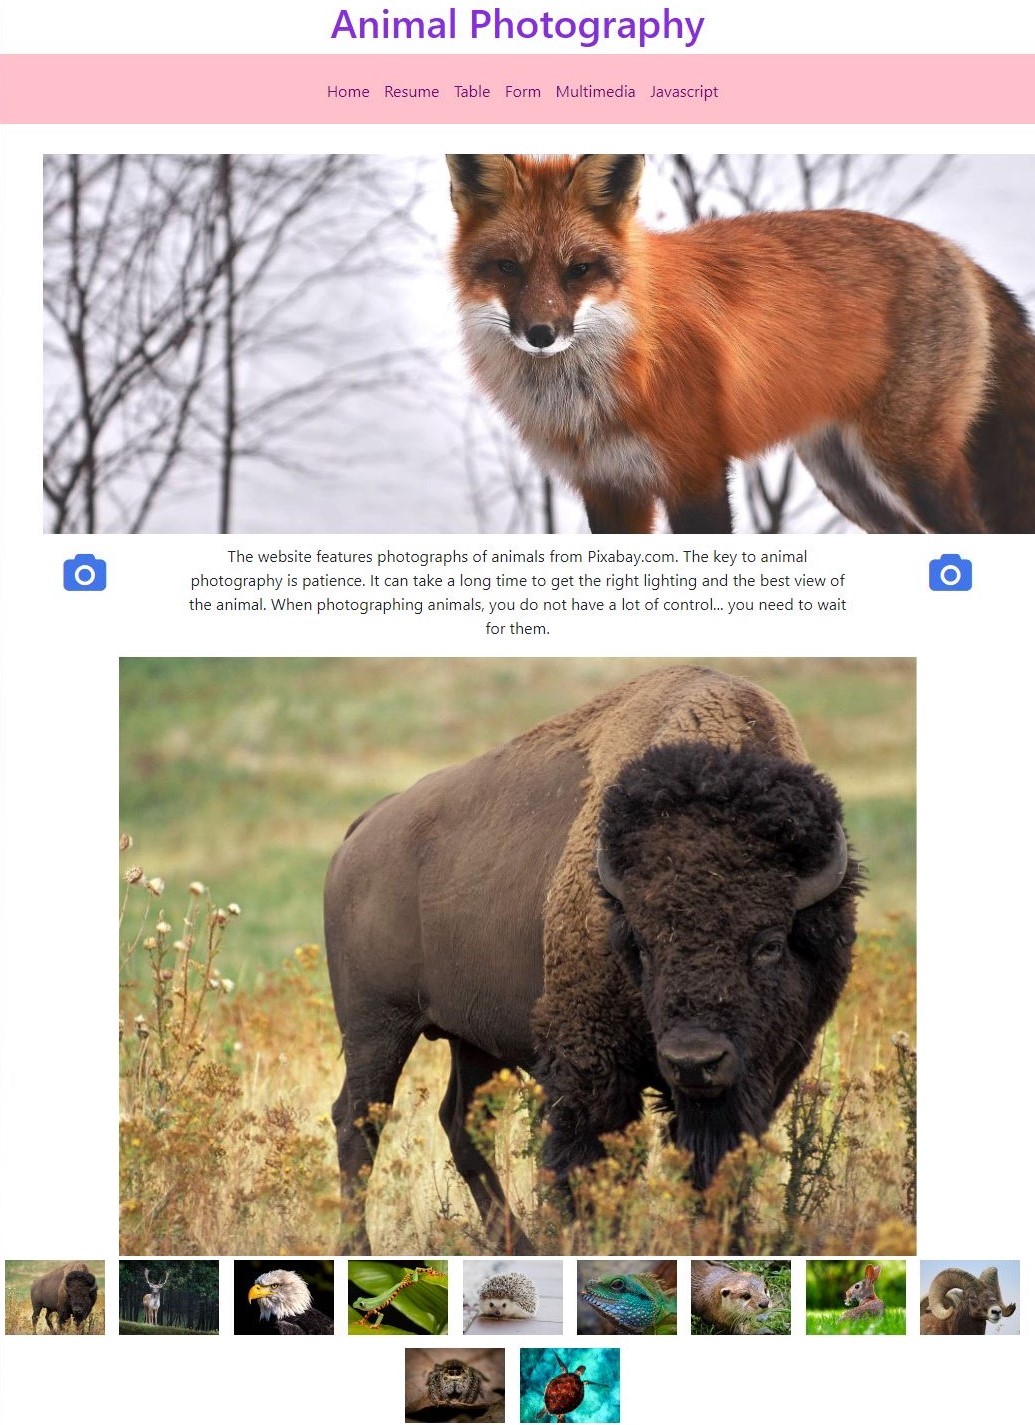 Animal Photography
Home Resume Table Form Multimedia Javascript
The website features photographs of animals from Pixabay.com. The key to animal
photography is patience. It can take a long time to get the right lighting and the best view of
the animal. When photographing animals, you do not have a lot of control... you need to wait
for them.